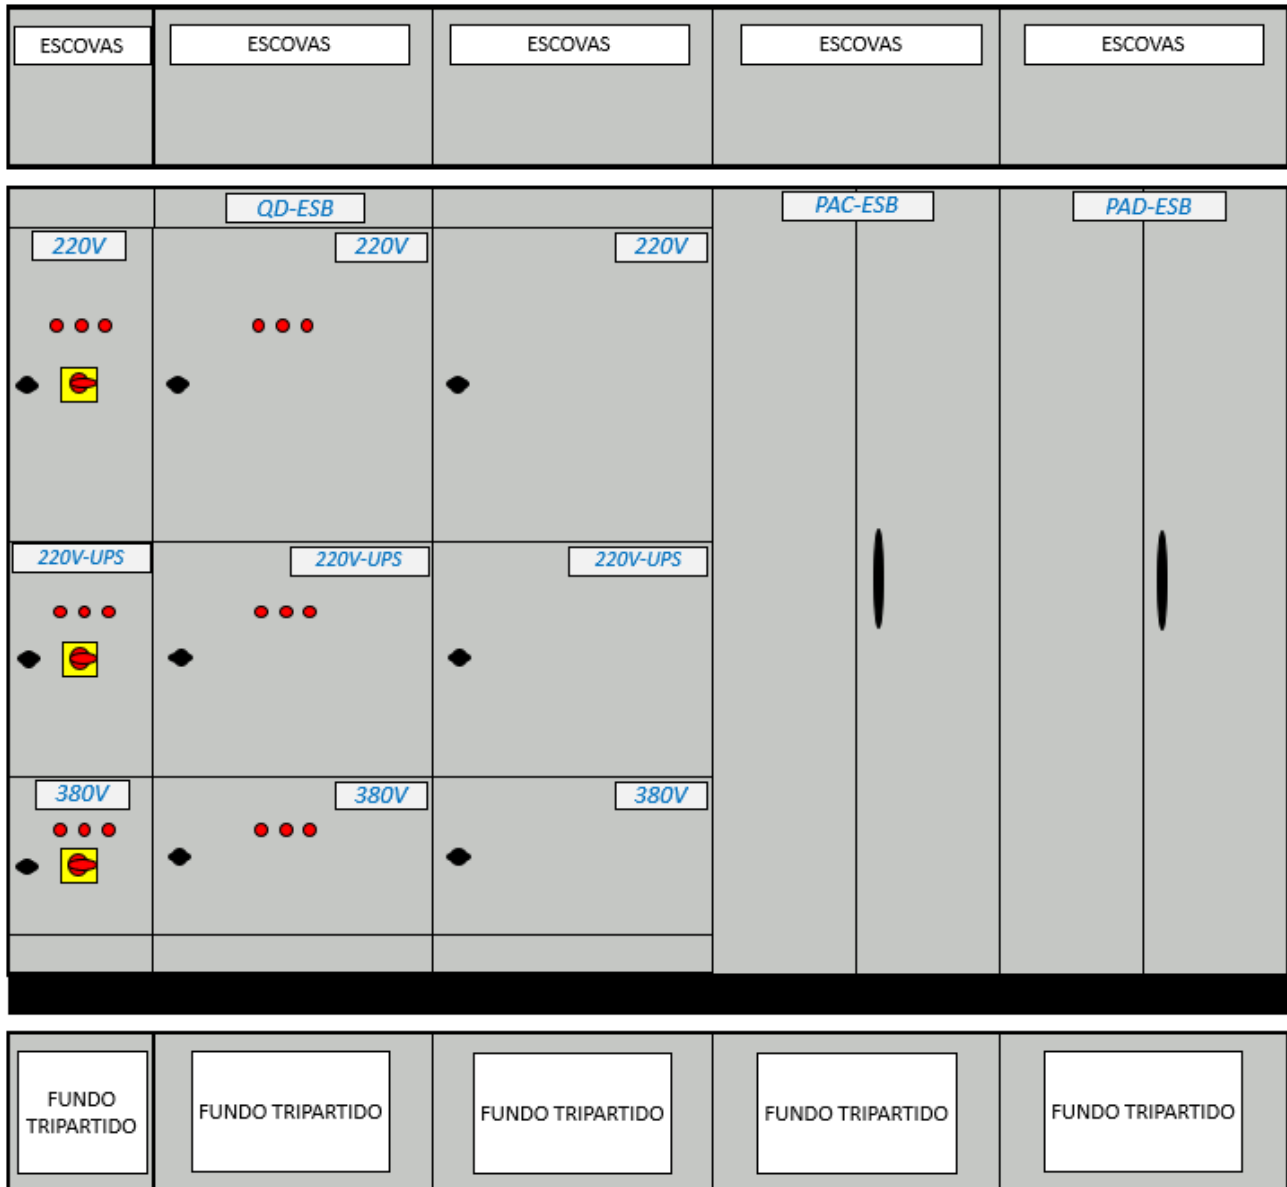 ESCOVAS
ESCOVAS
ESCOVAS
ESCOVAS
ESCOVAS
QD-ESB
PAC-ESB
PAD-ESB
220V
220V
220V
220V-UPS
220V-UPS
220V-UPS
380V
380V
380V
FUNDO
TRIPARTIDO
FUNDO TRIPARTIDO
FUNDO TRIPARTIDO
FUNDO TRIPARTIDO
FUNDO TRIPARTIDO